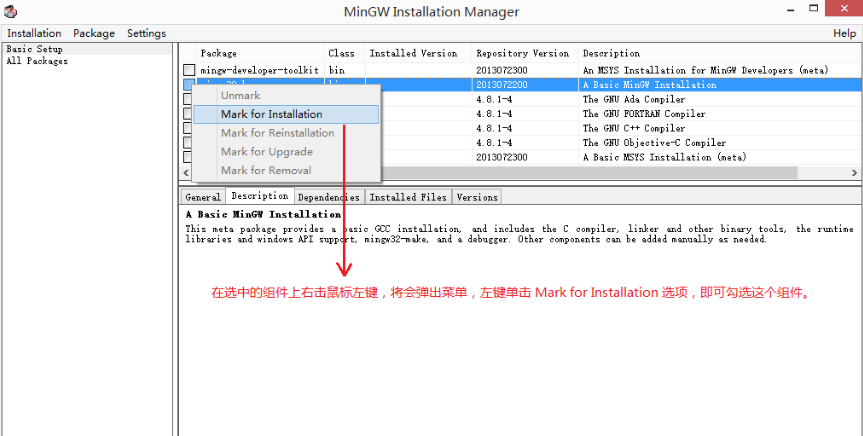 MinGW Installation Manager
Installation Package Settings Help
Basic Setup
All Packages
Package Class Installed Version Repository Version Description
mingw-developer-toolkit bin 2013072300 An MSYS Installation for MinGW Developers (meta)
2013072200 A Basic MinGW Installation
4.8.1-4 The GNU Ada Compiler
4.8.1-4 The GNU FORTRAN Compiler
4.8.1-4 The GNU C++ Compiler
4.8.1-4 The GNU Objective-C Compiler
2013072300 A Basic MSYS Installation (meta)
Unmark
Mark for Installation
Mark for Reinstallation
Mark for Upgrade
Mark for Removal
General Description Dependencies Installed Files Versions
A Basic MinGW Installation
This meta package provides a basic GCC installation, and includes the C compiler, linker and other binary tools, the runtime
libraries and windows API support, mingw32-make, and a debugger. Other components can be added manually as needed.
在选中的组件上右击鼠标左键，将会弹出菜单，左键单击 Mark for Installation 选项，即可勾选这个组件。